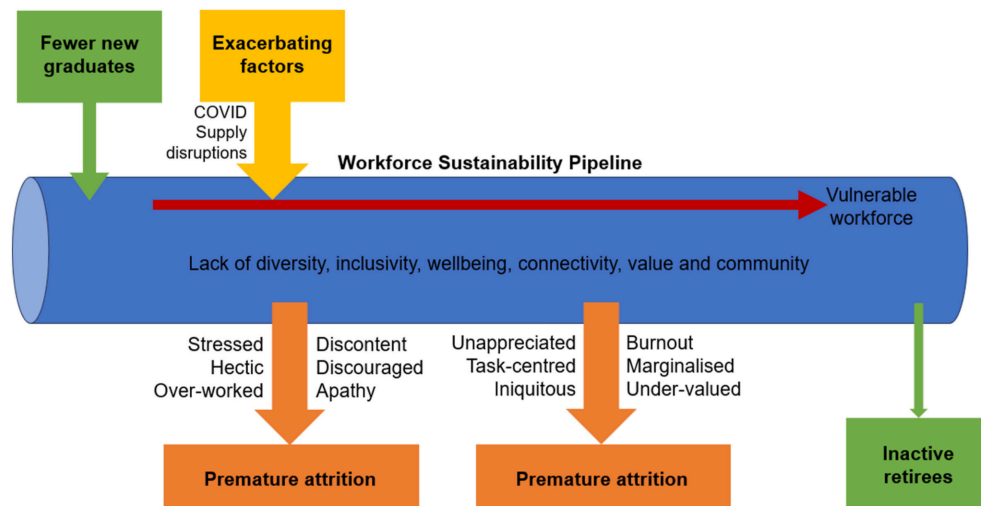 Fewer new
graduates
Exacerbating
factors
COVID
Supply
disruptions
Workforce Sustainability Pipeline
Vulnerable
workforce
Lack of diversity, inclusivity, wellbeing, connectivity, value and community
Stressed
Hectic
Over-worked
Discontent
Discouraged
Apathy
Unappreciated
Task-centred
Iniquitous
Burnout
Marginalised
Under-valued
Premature attrition
Premature attrition
Inactive
retirees